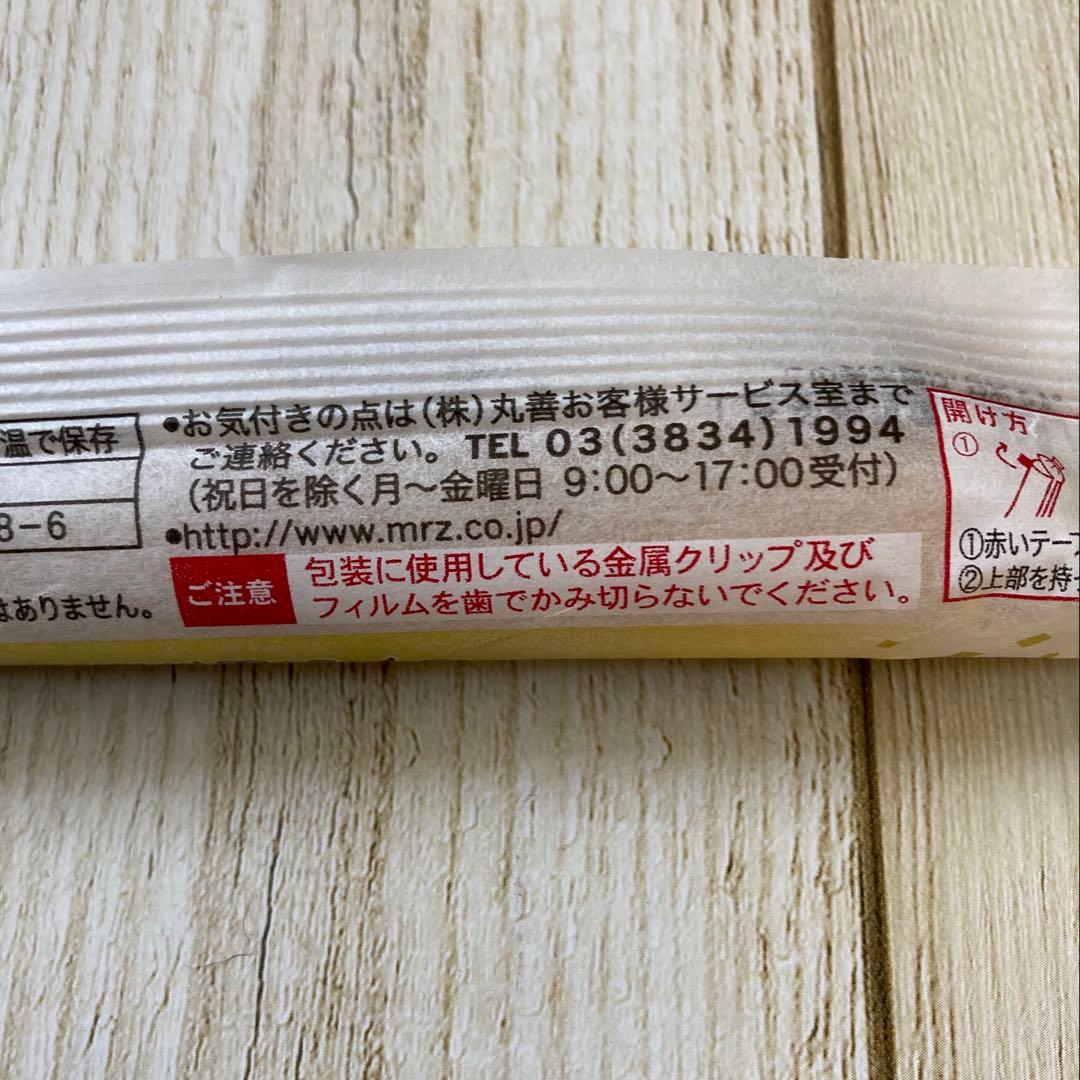 温で保存
8-6
はありません。
•お気付きの点は(株)丸善お客様サービス室まで
ご連絡ください。TEL 03(3834)1994
(祝日を除く月〜金曜日 9:00〜17:00受付)
•http://www.mrz.co.jp/
ご注意
包装に使用している金属クリップ及び
フィルムを歯でかみ切らないでください。
開け方
①
①赤いテープ
②上部を持っ